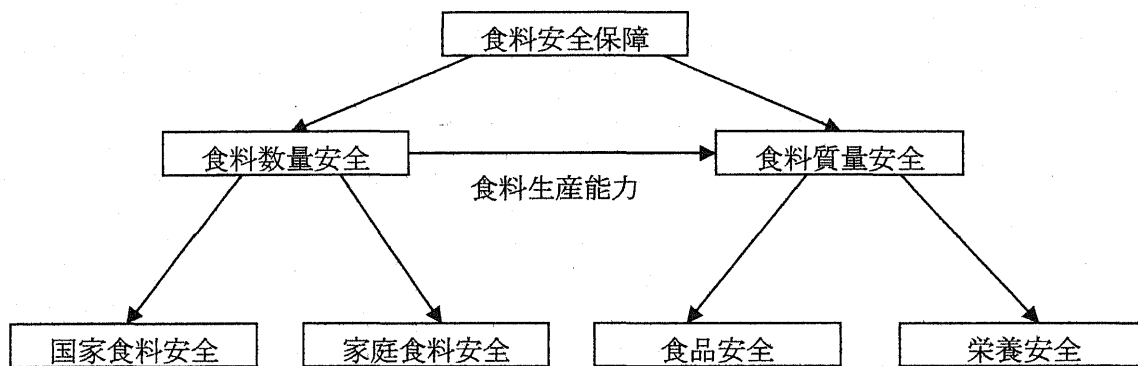 食料安全保障
食料数量安全
食料質量安全
食料生産能力
国家食料安全
家庭食料安全
食品安全
栄養安全